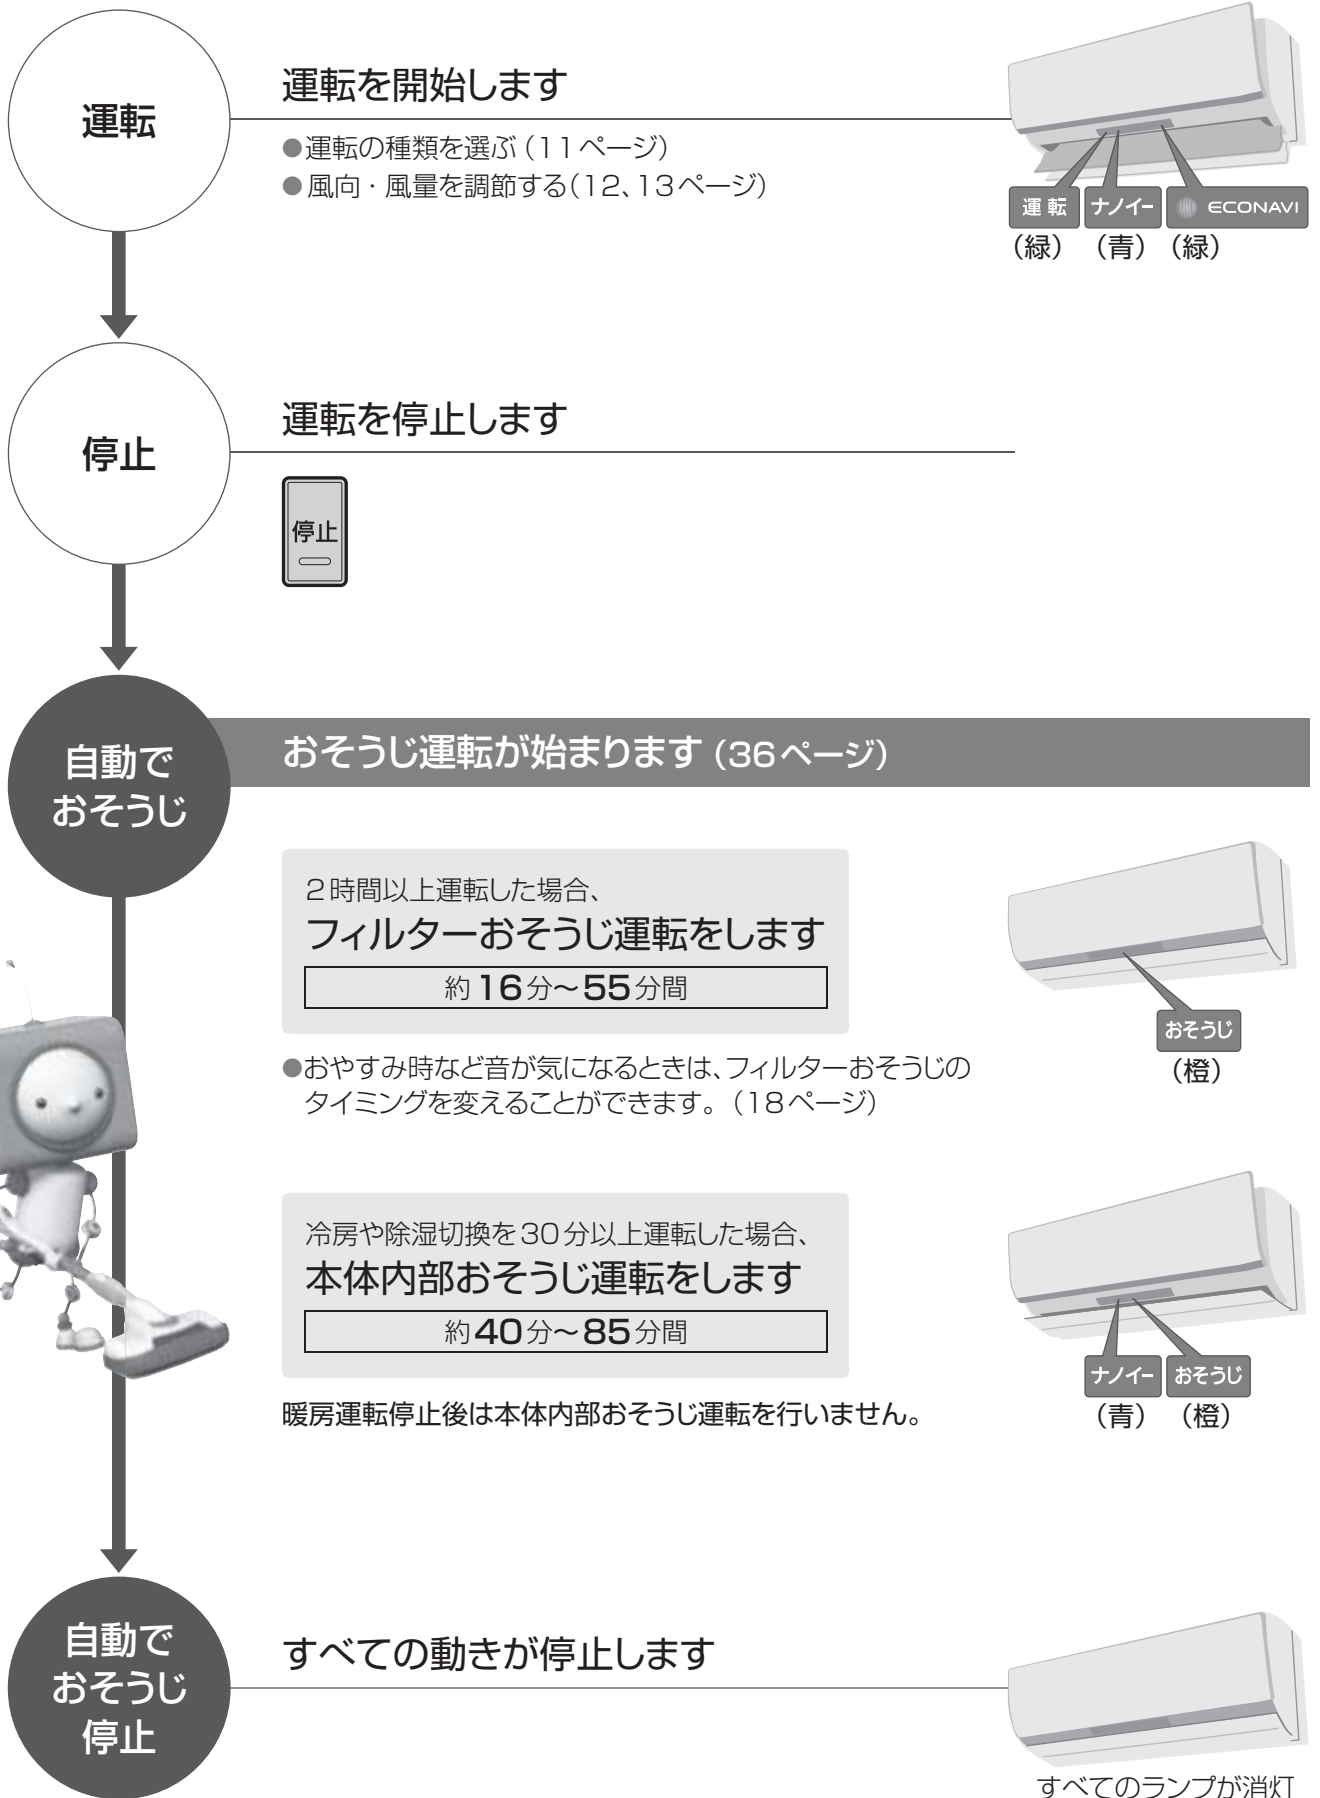 運転
運転を開始します
●運転の種類を選ぶ（11ページ）
●風向・風量を調節する（12、13ページ）
運転 ナノイー ECONAVI
（緑）（青）（緑）
停止
運転を停止します
停止
自動で
おそうじ
おそうじ運転が始まります（36ページ）
2時間以上運転した場合、
フィルターおそうじ運転をします
約16分～55分間
おそうじ
（橙）
●おやすみ時など音が気になるときは、フィルターおそうじの
タイミングを変えることができます。（18ページ）
冷房や除湿切換を30分以上運転した場合、
本体内部おそうじ運転をします
約40分～85分間
ナノイー おそうじ
（青）（橙）
暖房運転停止後は本体内部おそうじ運転を行いません。
自動で
おそうじ
停止
すべての動きが停止します
すべてのランプが消灯